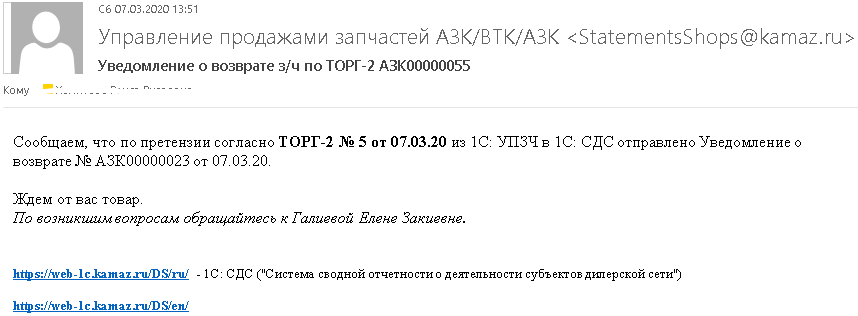 Сб 07.03.2020 13:51
Управление продажами запчастей АЗК/ВТК/АЗК <StatementsShops@kamaz.ru>
Уведомление о возврате з/ч по ТОРГ-2 АЗК00000055
Кому
Сообщаем, что по претензии согласно ТОРГ-2 № 5 от 07.03.20 из 1С: УПЗЧ в 1С: СДС отправлено Уведомление о
возврате № АЗК00000023 от 07.03.20.
Ждем от вас товар.
По возникшим вопросам обращайтесь к Галиевой Елене Закиевне.
https://web-1c.kamaz.ru/DS/ru/ - 1С: СДС ("Система сводной отчетности о деятельности субъектов дилерской сети")
https://web-1c.kamaz.ru/DS/en/